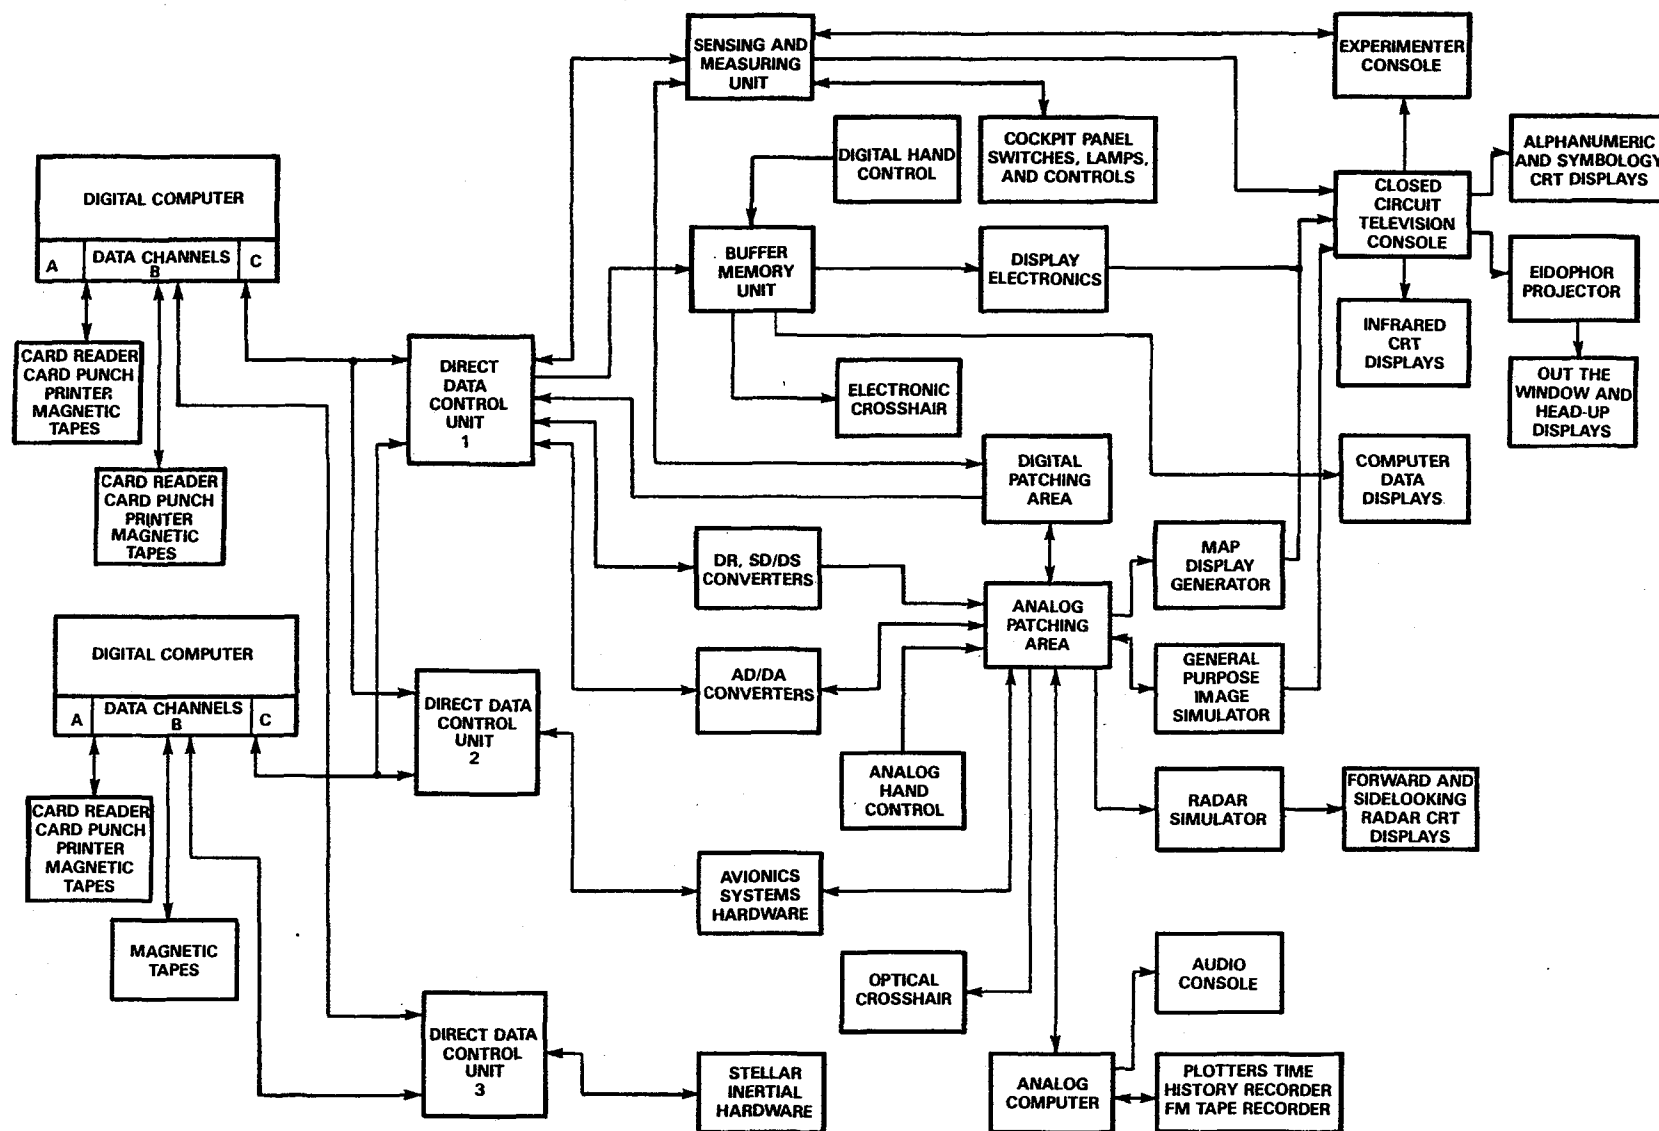 SENSING AND
MEASURING
UNIT
EXPERIMENTER
CONSOLE
DIGITAL HAND
CONTROL
COCKPIT PANEL
SWITCHES, LAMPS,
AND CONTROLS
ALPHANUMERIC
AND SYMBOLOGY
CRT DISPLAYS
CLOSED
CIRCUIT
TELEVISION
CONSOLE
DIGITAL COMPUTER
A
DATA CHANNELS
B
C
BUFFER
MEMORY
UNIT
DISPLAY
ELECTRONICS
EIDOPHOR
PROJECTOR
INFRARED
CRT
DISPLAYS
CARD READER
CARD PUNCH
PRINTER
MAGNETIC
TAPES
DIRECT
DATA
CONTROL
UNIT
1
ELECTRONIC
CROSSHAIR
OUT THE
WINDOW AND
HEAD-UP
DISPLAYS
CARD READER
CARD PUNCH
PRINTER
MAGNETIC
TAPES
DIGITAL
PATCHING
AREA
COMPUTER
DATA
DISPLAYS
DR, SD/DS
CONVERTERS
MAP
DISPLAY
GENERATOR
ANALOG
PATCHING
AREA
DIGITAL COMPUTER
A
DATA CHANNELS
B
C
AD/DA
CONVERTERS
GENERAL
PURPOSE
IMAGE
SIMULATOR
DIRECT DATA
CONTROL
UNIT
2
ANALOG
HAND
CONTROL
RADAR
SIMULATOR
FORWARD AND
SIDELOOKING
RADAR CRT
DISPLAYS
CARD READER
CARD PUNCH
PRINTER
MAGNETIC
TAPES
AVIONICS
SYSTEMS
HARDWARE
MAGNETIC
TAPES
OPTICAL
CROSSHAIR
AUDIO
CONSOLE
DIRECT DATA
CONTROL
UNIT
3
STELLAR
INERTIAL
HARDWARE
ANALOG
COMPUTER
PLOTTERS TIME
HISTORY RECORDER
FM TAPE RECORDER